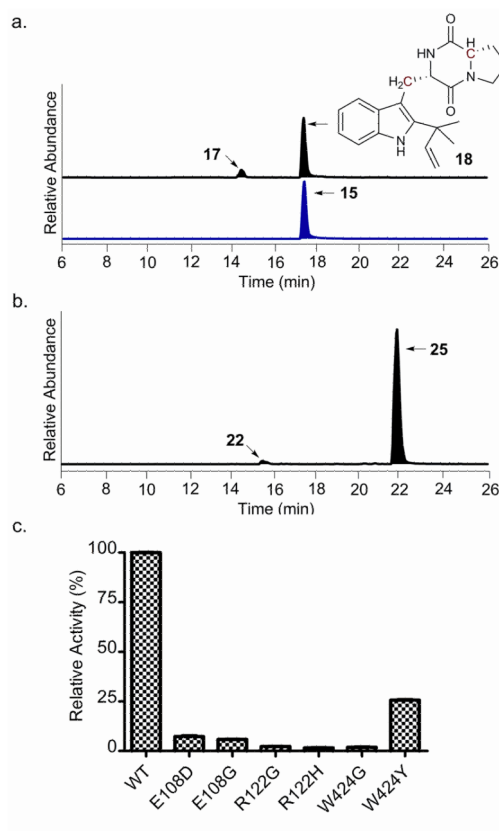 a.
O
H
HN
C
H2C
N
O
N
H
18
17
15
Relative Abundance
6 8 10 12 14 16 18 20 22 24 26
Time (min)
b.
25
22
Relative Abundance
6 8 10 12 14 16 18 20 22 24 26
Time (min)
c.
100
75
50
25
0
Relative Activity (%)
WT
E108D
E108G
R122G
R122H
W424G
W424Y